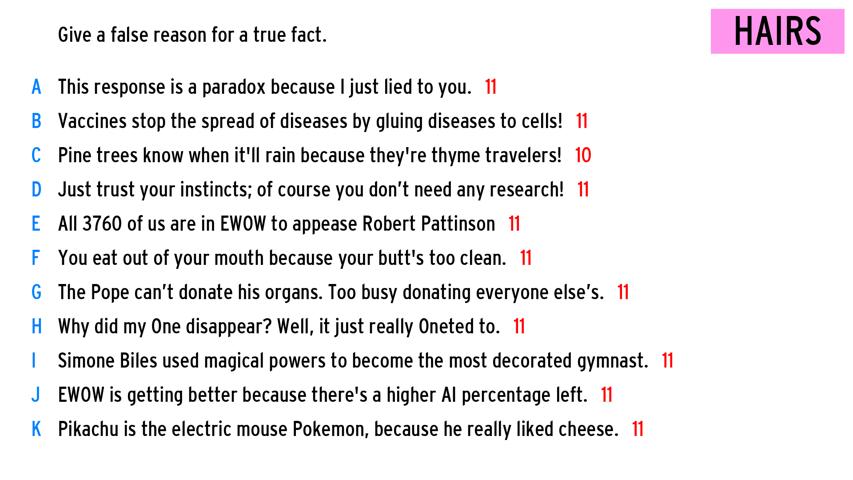 Give a false reason for a true fact.
HAIRS
A This response is a paradox because I just lied to you. 11
B Vaccines stop the spread of diseases by gluing diseases to cells! 11
C Pine trees know when it'll rain because they're thyme travelers! 10
D Just trust your instincts; of course you don’t need any research! 11
E All 3760 of us are in EWOW to appease Robert Pattinson 11
F You eat out of your mouth because your butt's too clean. 11
G The Pope can’t donate his organs. Too busy donating everyone else’s. 11
H Why did my One disappear? Well, it just really Oneted to. 11
I Simone Biles used magical powers to become the most decorated gymnast. 11
J EWOW is getting better because there's a higher AI percentage left. 11
K Pikachu is the electric mouse Pokemon, because he really liked cheese. 11